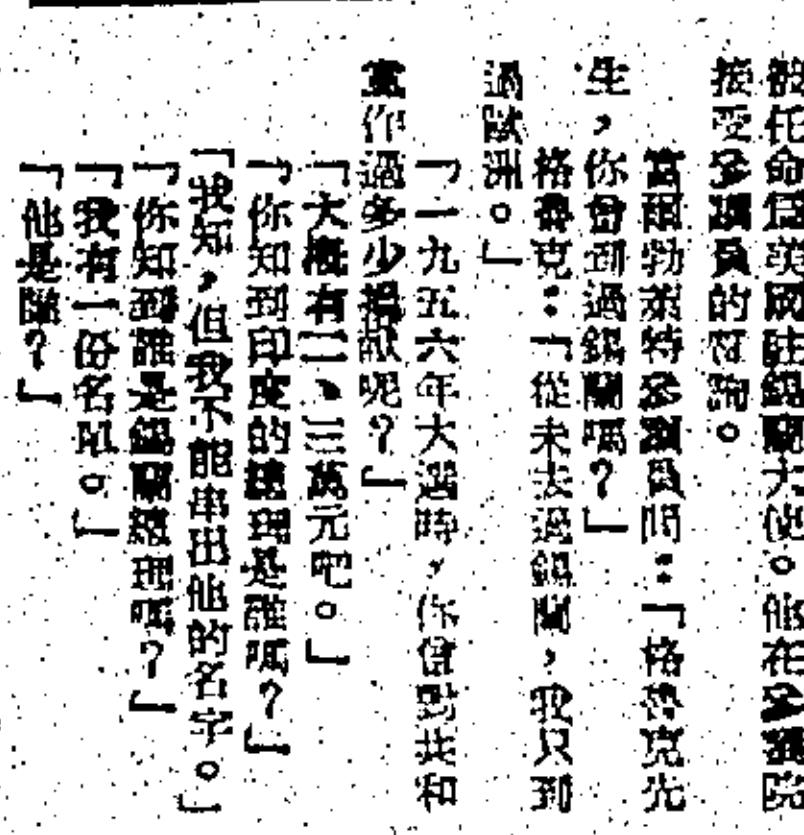 被任命爲英國駐錫蘭大使。他在參議院
接受參議員的質詢。
富爾勃萊特參議員問：「格魯克先
生，你曾到過錫蘭嗎？」
格魯克：「從未去過錫蘭，我只到
過歐洲。」
「一九五六年大選時，你曾對共和
黨作過多少捐獻呢？」
「大概有二、三萬元吧。」
「你知到印度的總理是誰嗎？」
「我知，但我不能串出他的名字。」
「你知到誰是錫蘭總理嗎？」
「我有一份名單。」
「他是誰？」